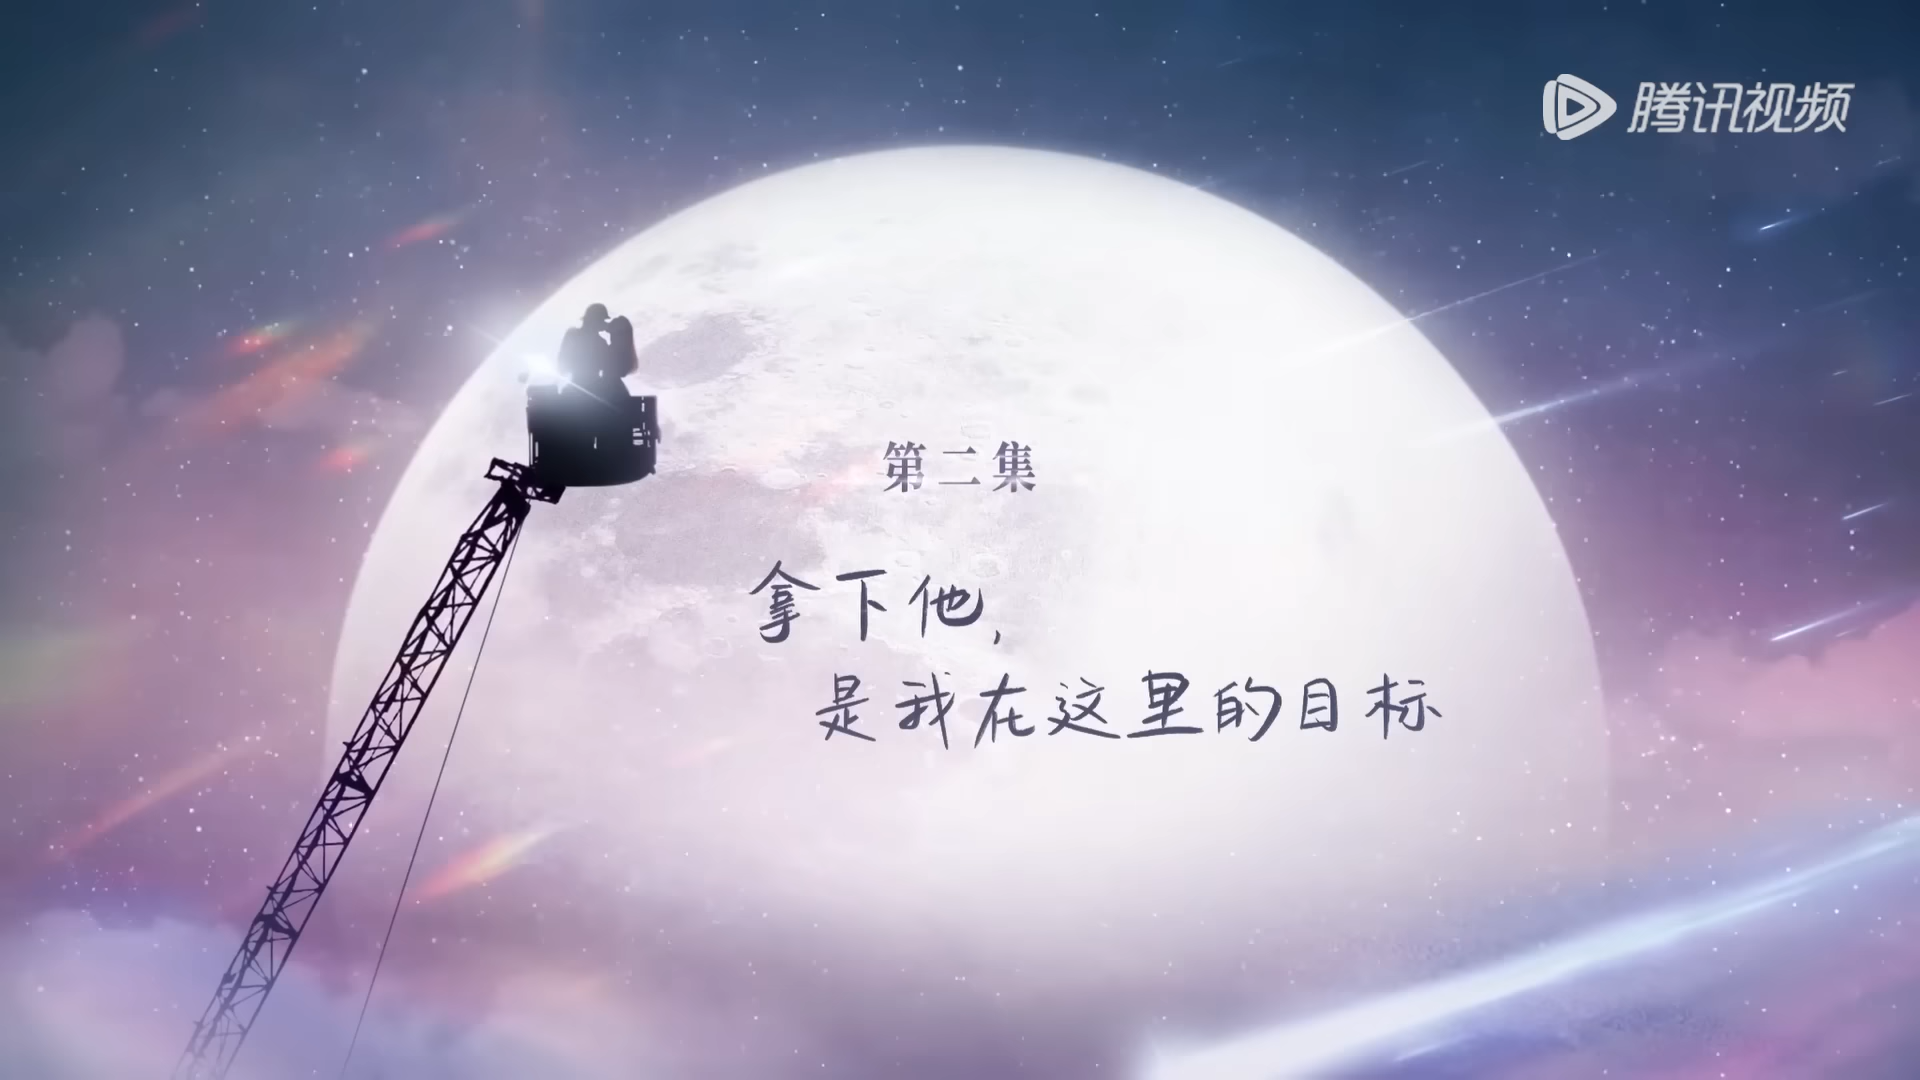 腾讯视频
第二集
拿下他,
是我在这里的目标